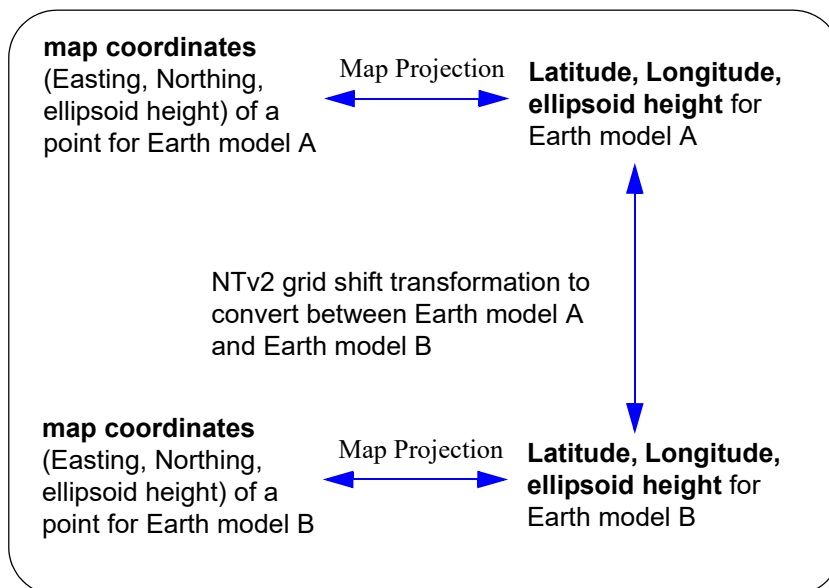 map coordinates
(Easting, Northing,
ellipsoid height) of a
point for Earth model A
Map Projection
Latitude, Longitude,
ellipsoid height for
Earth model A
NTv2 grid shift transformation to
convert between Earth model A
and Earth model B
map coordinates
(Easting, Northing,
ellipsoid height) of a
point for Earth model B
Map Projection
Latitude, Longitude,
ellipsoid height for
Earth model B